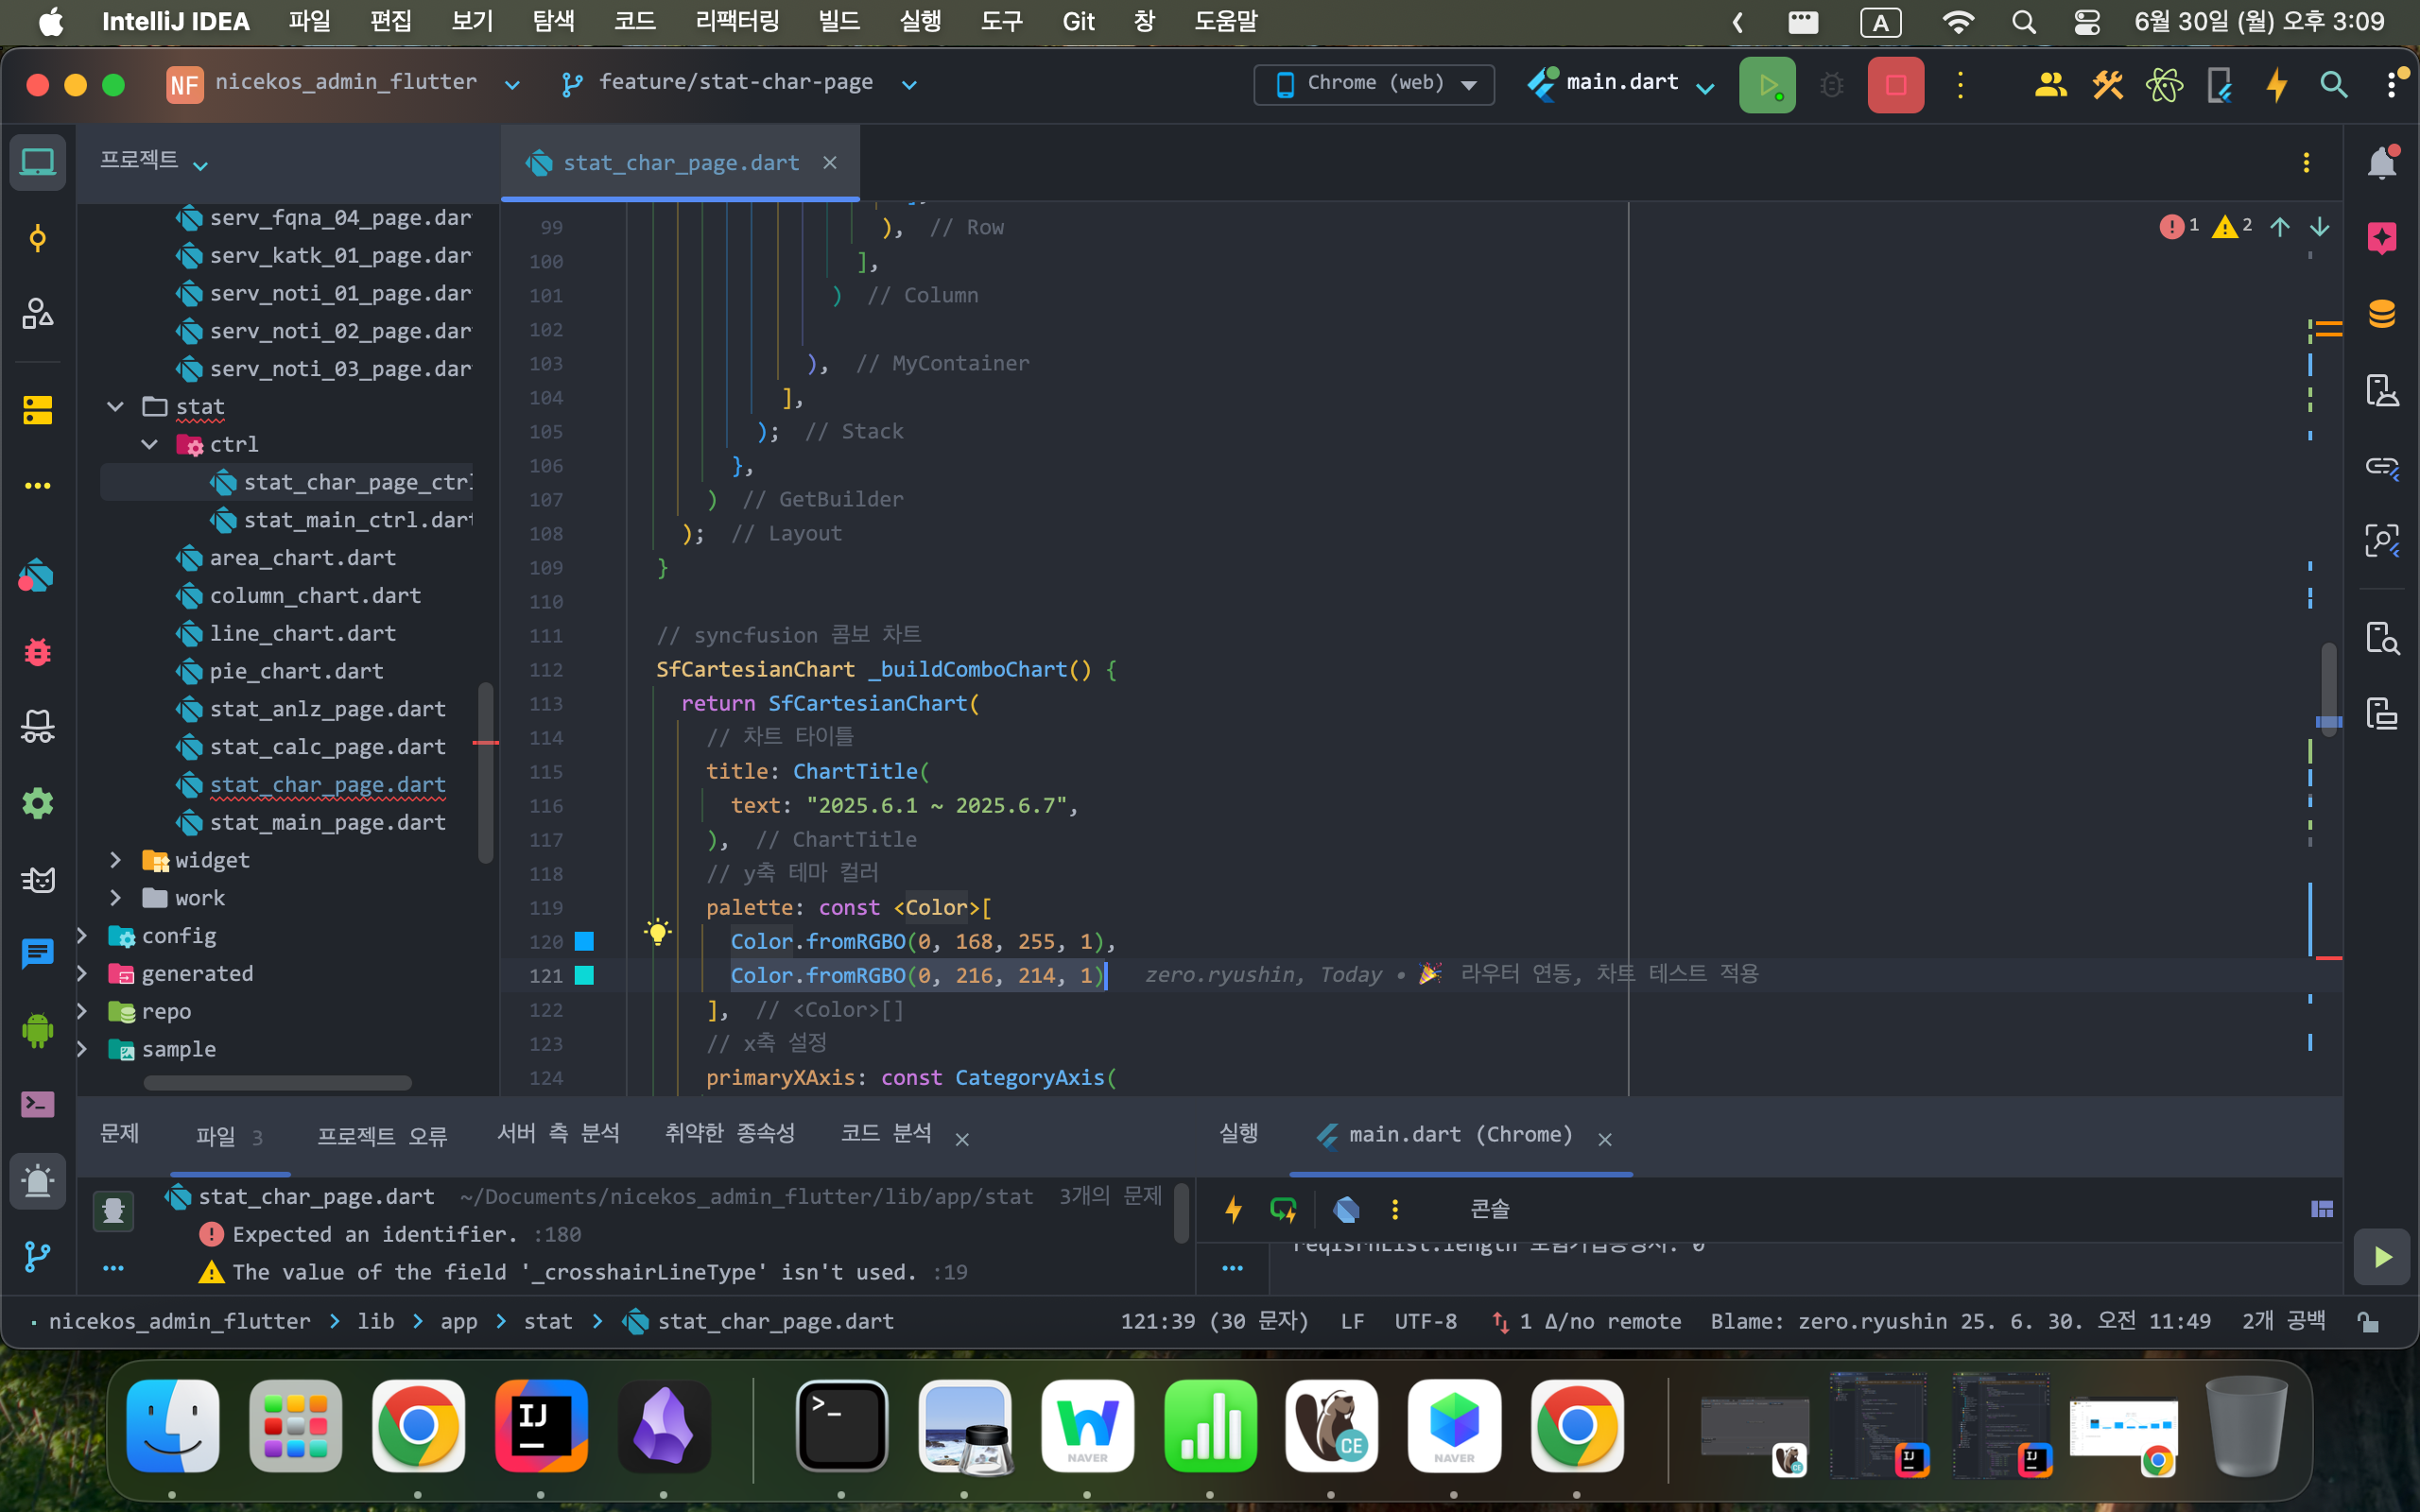 IntelliJ IDEA 파일 편집 보기 탐색 코드 리팩터링 빌드 실행 도구 Git 창 도움말 A 6월 30일 (월) 오후 3:09
NF nicekos_admin_flutter feature/stat-char-page Chrome (web) main.dart
프로젝트
stat_char_page.dart
serv_fqna_04_page.dar
serv_katk_01_page.dar
serv_noti_01_page.dar
serv_noti_02_page.dar
serv_noti_03_page.dar
stat
ctrl
stat_char_page_ctrl
stat_main_ctrl.dart
area_chart.dart
column_chart.dart
line_chart.dart
pie_chart.dart
stat_anlz_page.dart
stat_calc_page.dart
stat_char_page.dart
stat_main_page.dart
widget
work
config
generated
repo
sample
1 2
99 ), // Row
100 ],
101 ) // Column
102
103 ), // MyContainer
104 ],
105 ); // Stack
106 },
107 ) // GetBuilder
108 ); // Layout
109 }
110
111 // syncfusion 콤보 차트
112 SfCartesianChart _buildComboChart() {
113 return SfCartesianChart(
114 // 차트 타이틀
115 title: ChartTitle(
116 text: "2025.6.1 ~ 2025.6.7",
117 ), // ChartTitle
118 // y축 테마 컬러
119 palette: const <Color>[
120 Color.fromRGBO(0, 168, 255, 1),
121 Color.fromRGBO(0, 216, 214, 1) zero.ryushin, Today • 🎉 라우터 연동, 차트 테스트 적용
122 ], // <Color>[]
123 // x축 설정
124 primaryXAxis: const CategoryAxis(
문제 파일 3 프로젝트 오류 서버 측 분석 취약한 종속성 코드 분석
stat_char_page.dart ~/Documents/nicekos_admin_flutter/lib/app/stat 3개의 문제
Expected an identifier. :180
The value of the field '_crosshairLineType' isn't used. :19
실행 main.dart (Chrome)
콘솔
nicekos_admin_flutter > lib > app > stat > stat_char_page.dart 121:39 (30 문자) LF UTF-8 1 Δ/no remote Blame: zero.ryushin 25. 6. 30. 오전 11:49 2개 공백
IJ
>_
NAVER
CE
NAVER